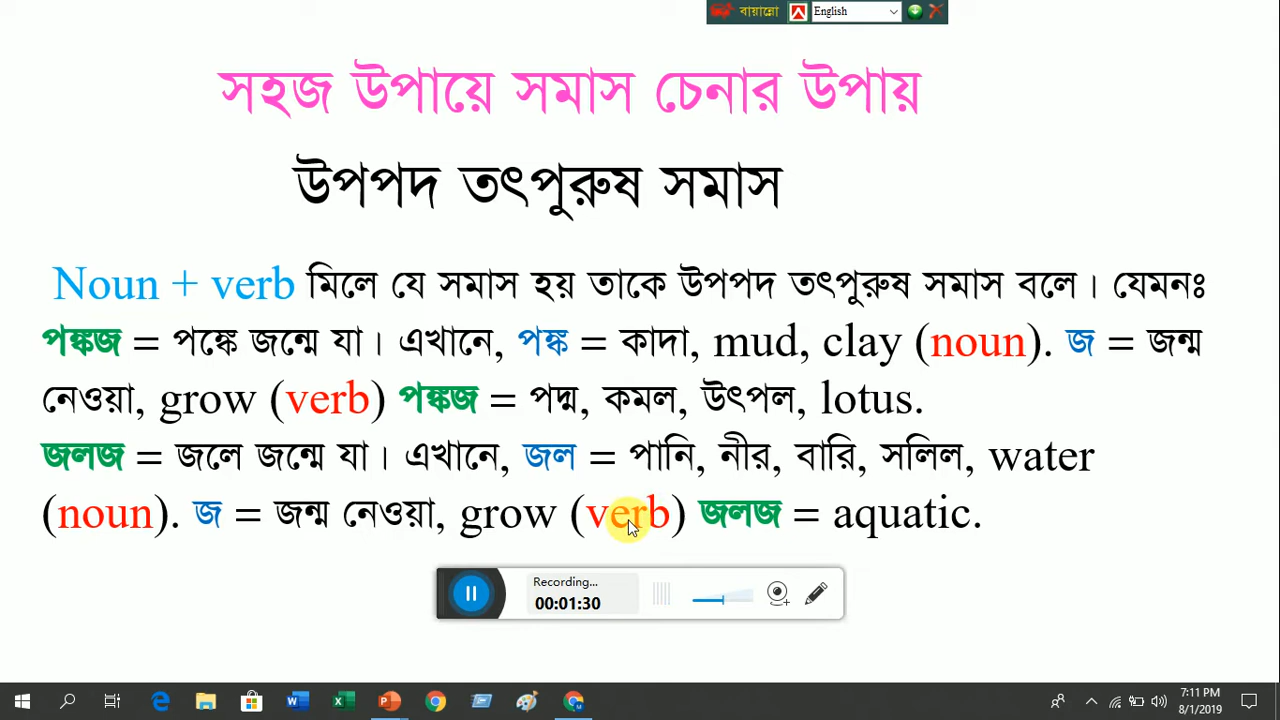 বায়ান্নো English
সহজ উপায়ে সমাস চেনার উপায়
উপপদ তৎপুরুষ সমাস
Noun + verb মিলে যে সমাস হয় তাকে উপপদ তৎপুরুষ সমাস বলে। যেমনঃ
পঙ্কজ = পঙ্কে জন্মে যা। এখানে, পঙ্ক = কাদা, mud, clay (noun). জ = জন্ম
নেওয়া, grow (verb) পঙ্কজ = পদ্ম, কমল, উৎপল, lotus.
জলজ = জলে জন্মে যা। এখানে, জল = পানি, নীর, বারি, সলিল, water
(noun). জ = জন্ম নেওয়া, grow (verb) জলজ = aquatic.
Recording...
00:01:30
7:11 PM
8/1/2019